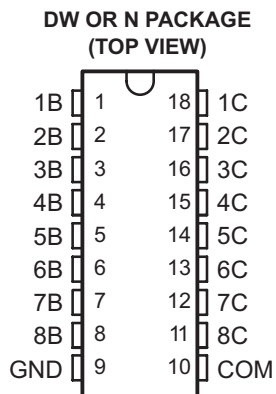 DW OR N PACKAGE
(TOP VIEW)
1B 1 18 1C
2B 2 17 2C
3B 3 16 3C
4B 4 15 4C
5B 5 14 5C
6B 6 13 6C
7B 7 12 7C
8B 8 11 8C
GND 9 10 COM